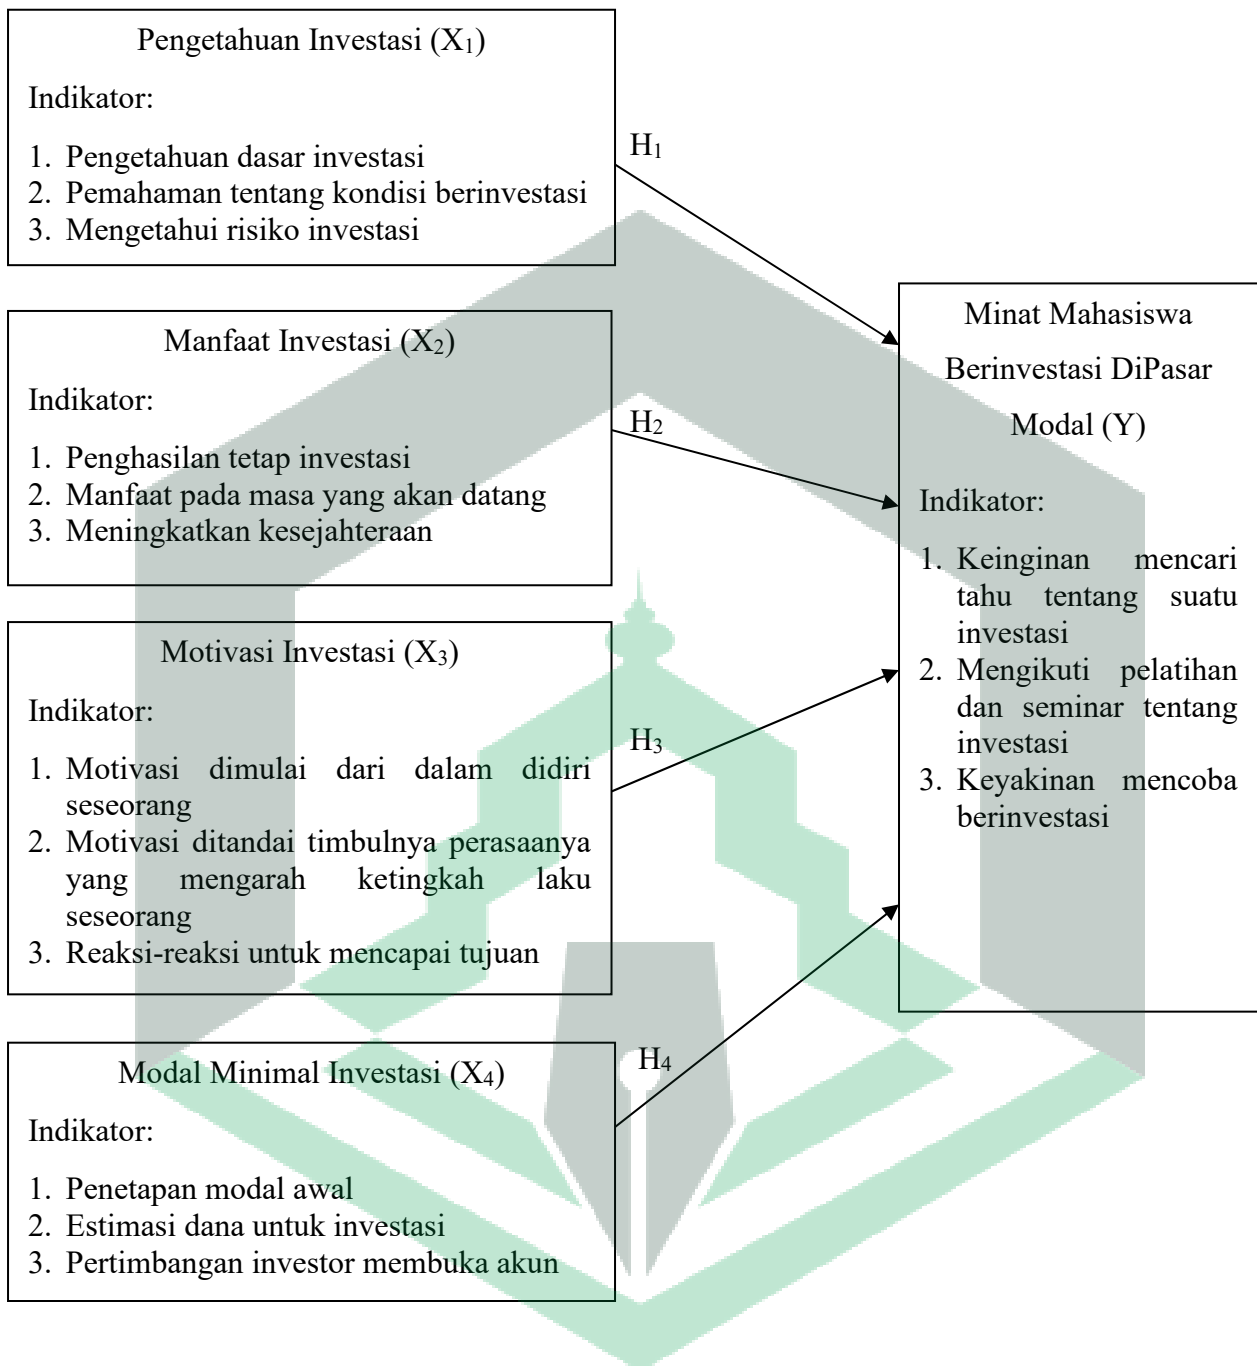 Pengetahuan Investasi (X₁)
Indikator:
1. Pengetahuan dasar investasi
2. Pemahaman tentang kondisi berinvestasi
3. Mengetahui risiko investasi
H₁
Manfaat Investasi (X₂)
Indikator:
1. Penghasilan tetap investasi
2. Manfaat pada masa yang akan datang
3. Meningkatkan kesejahteraan
H₂
Motivasi Investasi (X₃)
Indikator:
1. Motivasi dimulai dari dalam didiri
seseorang
2. Motivasi ditandai timbulnya perasaanya
yang mengarah ketingkah laku
seseorang
3. Reaksi-reaksi untuk mencapai tujuan
H₃
Modal Minimal Investasi (X₄)
Indikator:
1. Penetapan modal awal
2. Estimasi dana untuk investasi
3. Pertimbangan investor membuka akun
H₄
Minat Mahasiswa
Berinvestasi DiPasar
Modal (Y)
Indikator:
1. Keinginan mencari
tahu tentang suatu
investasi
2. Mengikuti pelatihan
dan seminar tentang
investasi
3. Keyakinan mencoba
berinvestasi